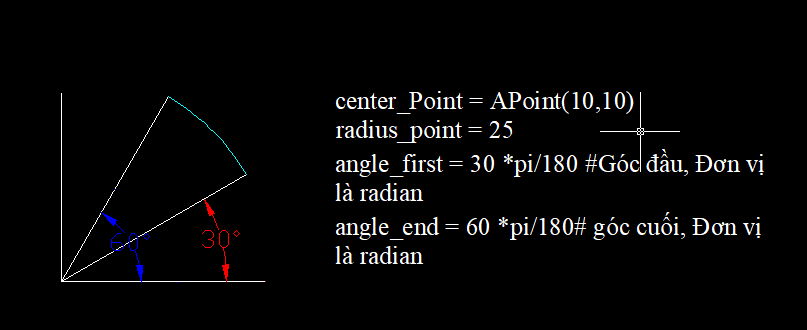 center_Point = APoint(10,10)
radius_point = 25
angle_first = 30 *pi/180 #Góc đầu, Đơn vị
là radian
angle_end = 60 *pi/180# góc cuối, Đơn vị
là radian
60°
30°